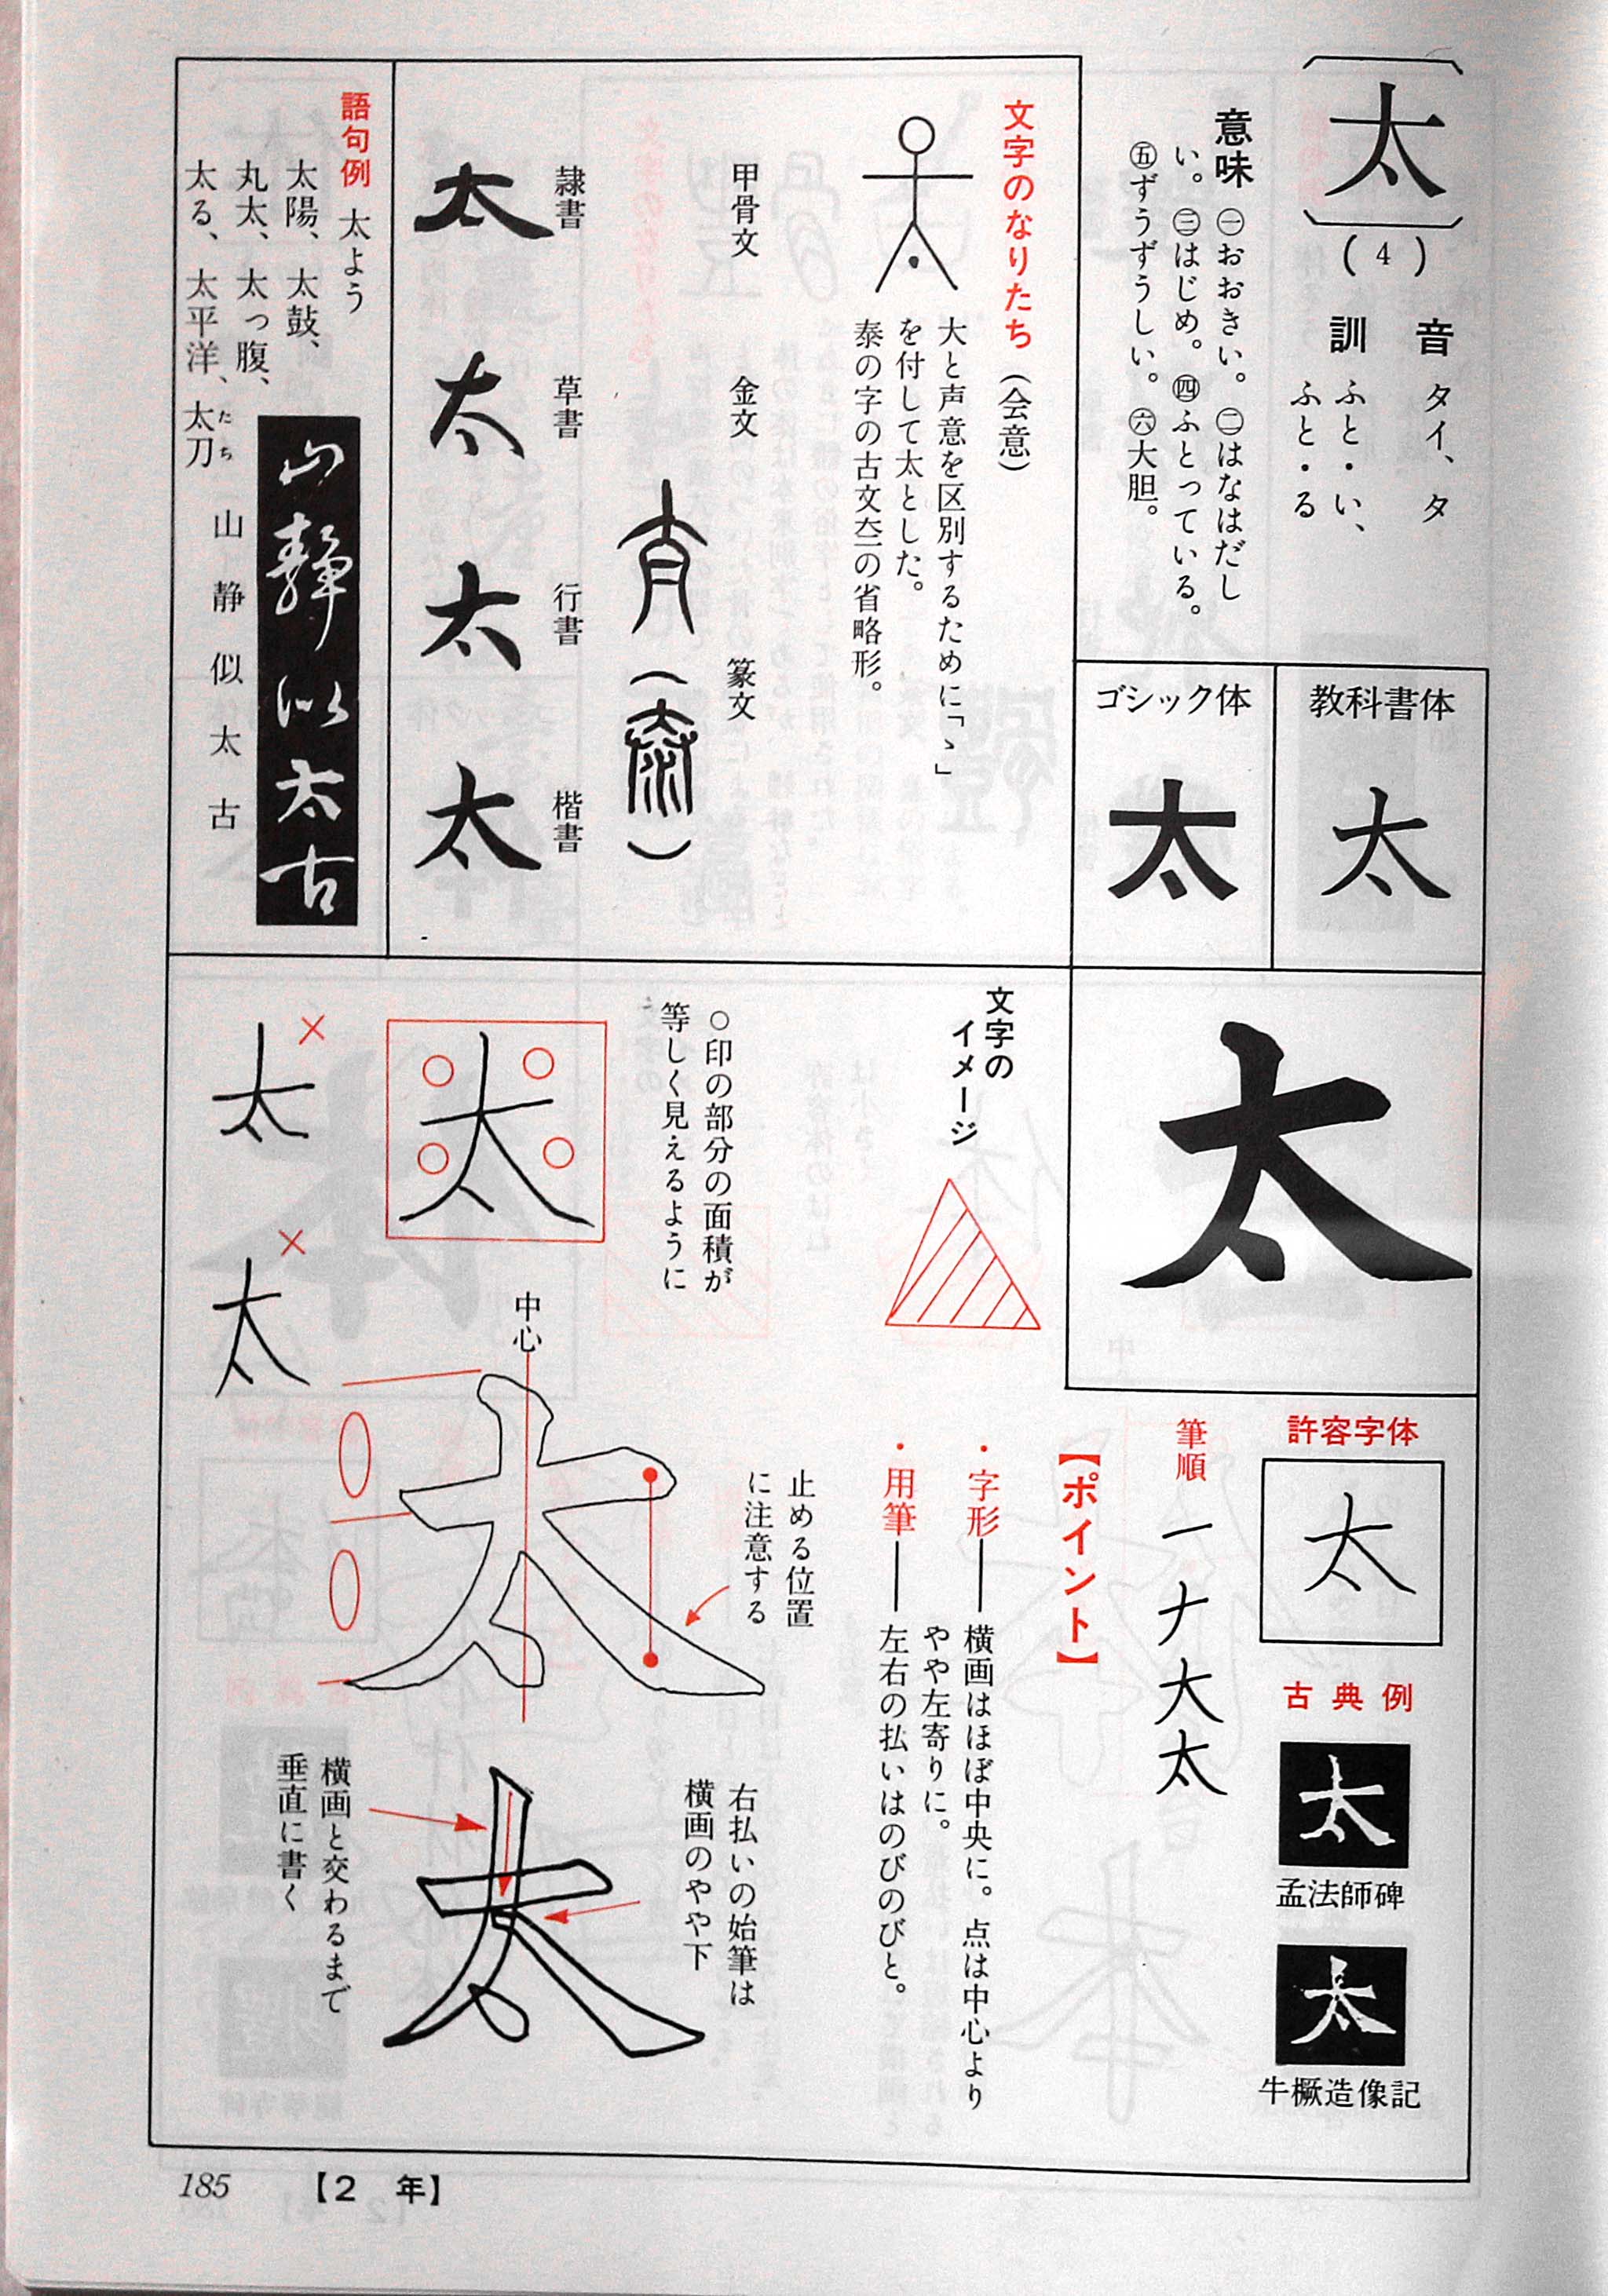 太
(4)
音 タイ、タ
訓 ふと・い、
ふと・る
意味 ㊀おおきい。㊁はなはだし
い。㊂はじめ。㊃ふとっている。
㊄ずうずうしい。㊅大胆。
教科書体
太
ゴシック体
太
文字のなりたち(会意)
大と声意を区別するために「ヽ」
を付して太とした。
泰の字の古文夳の省略形。
甲骨文
金文
篆文
隷書
太
草書
太
行書
太
楷書
太
語句例 太よう
太陽、太鼓、
丸太、太っ腹、
太る、太平洋、太刀
たち
山静似太古
山静似太古
太
許容字体
太
古典例
太
孟法師碑
太
牛橛造像記
筆順 一ナ大太
【ポイント】
・字形──横画はほぼ中央に。点は中心より
やや左寄りに。
・用筆──左右の払いはのびのびと。
文字の
イメージ
○印の部分の面積が
等しく見えるように
太
×
太
×
太
中心
太
止める位置
に注意する
太
右払いの始筆は
横画のやや下
横画と交わるまで
垂直に書く
185
【2 年】